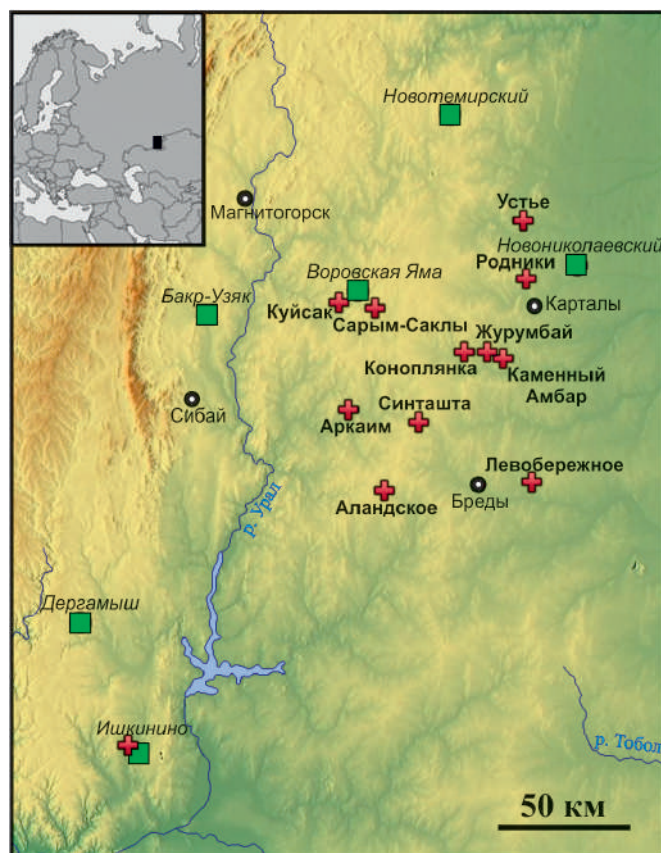 Новотемирский
Магнитогорск
Устье
Новониколаевский
Родники
Воровская Яма
Бакр-Узяк
Куйсак
Сарым-Саклы
Карталы
Журумбай
Коноплянка
Каменный
Амбар
Сибай
Синташта
Аркаим
Левобережное
Бреды
Аландское
р. Урал
Дергамыш
Ишкинино
р. Тобол
50 км